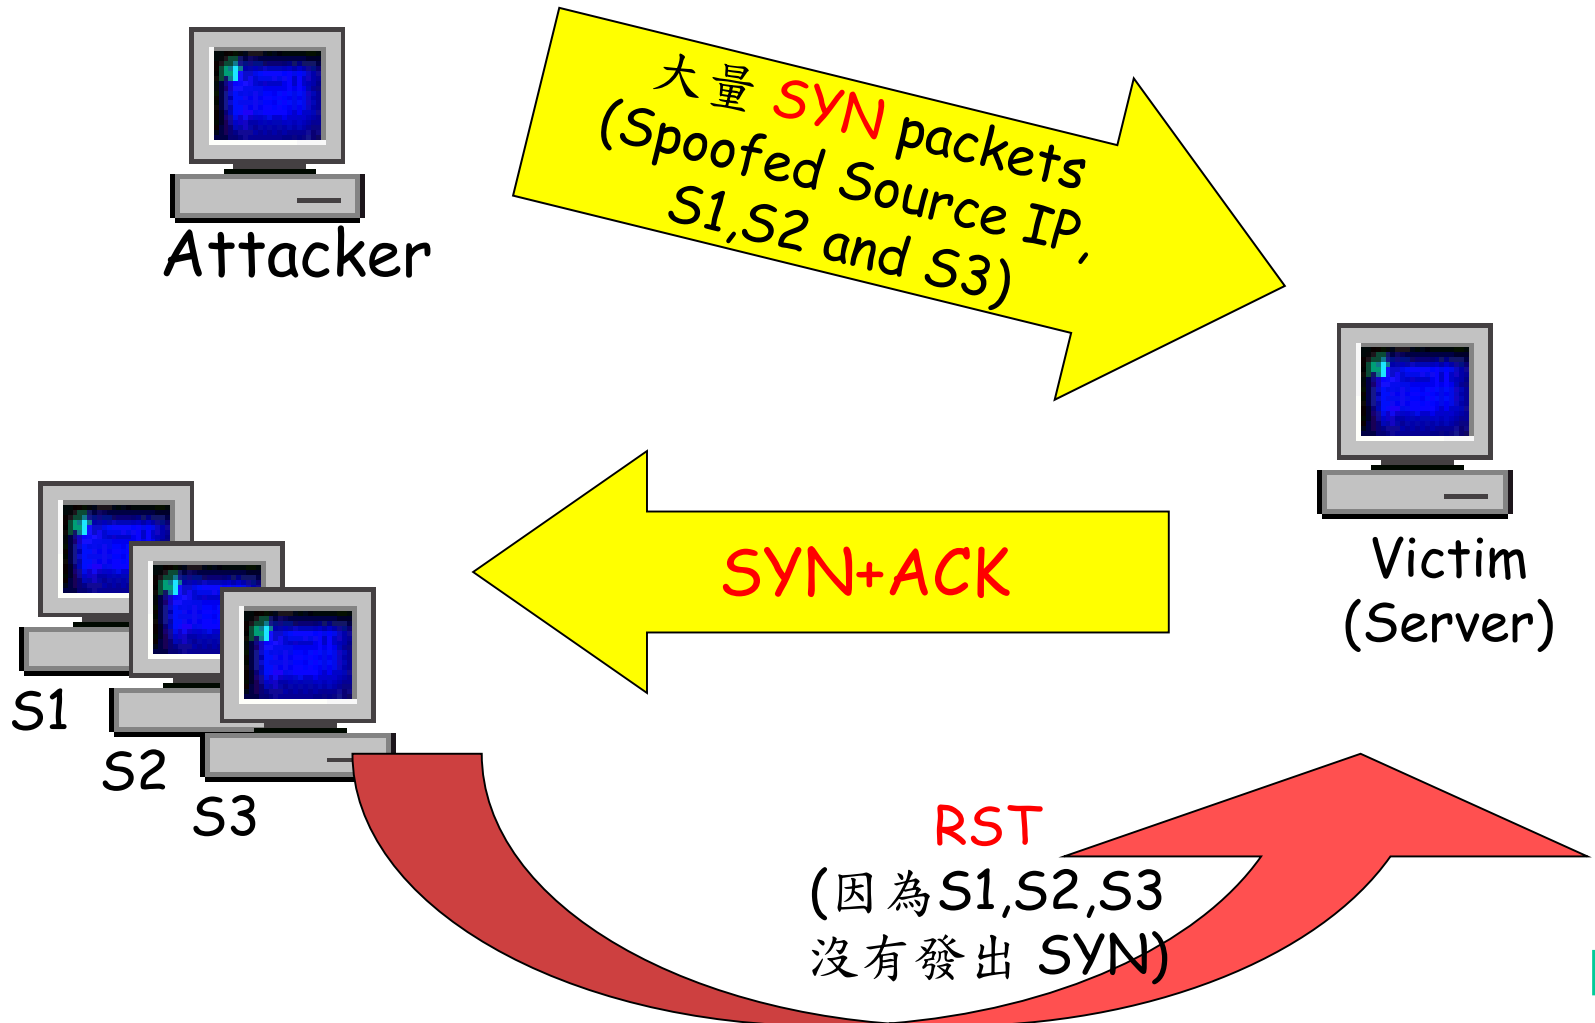 大量 SYN packets
(Spoofed Source IP,
S1,S2 and S3)
Attacker
SYN+ACK
Victim
(Server)
S1
S2
S3
RST
(因為S1,S2,S3
沒有發出 SYN)